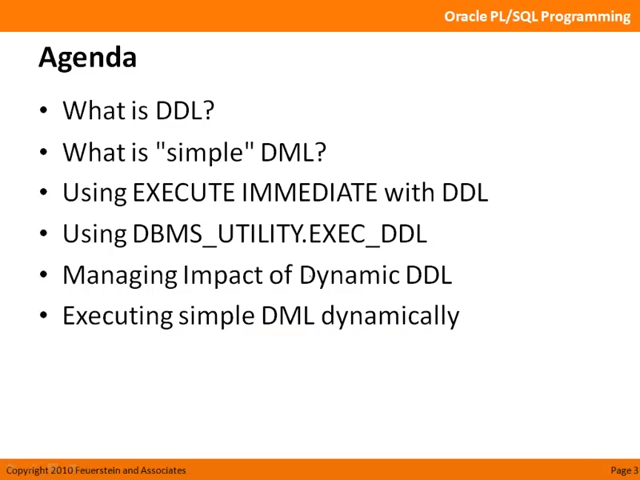 Oracle PL/SQL Programming
Agenda
• What is DDL?
• What is "simple" DML?
• Using EXECUTE IMMEDIATE with DDL
• Using DBMS_UTILITY.EXEC_DDL
• Managing Impact of Dynamic DDL
• Executing simple DML dynamically
Copyright 2010 Feuerstein and Associates
Page 3